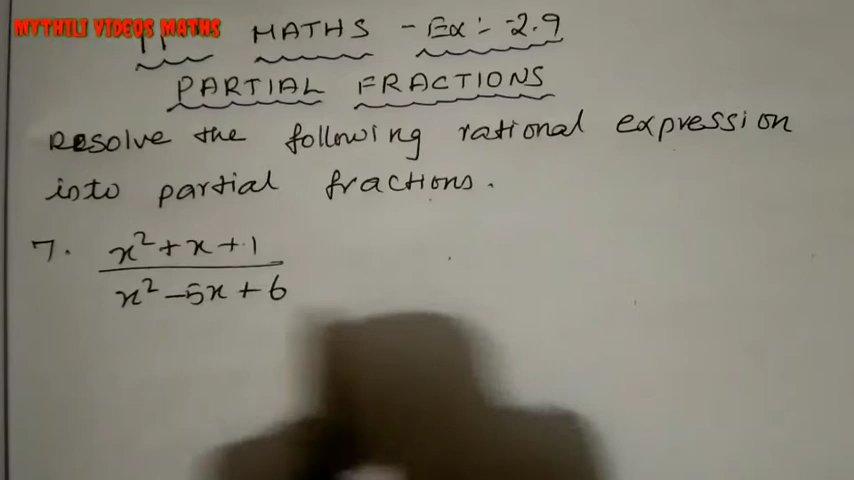 MYTHILI VIDEOS MATHS
MATHS - Ex:- 2.9
PARTIAL FRACTIONS
Resolve the following rational expression
into partial fractions.
7. x² + x + 1
x² - 5x + 6